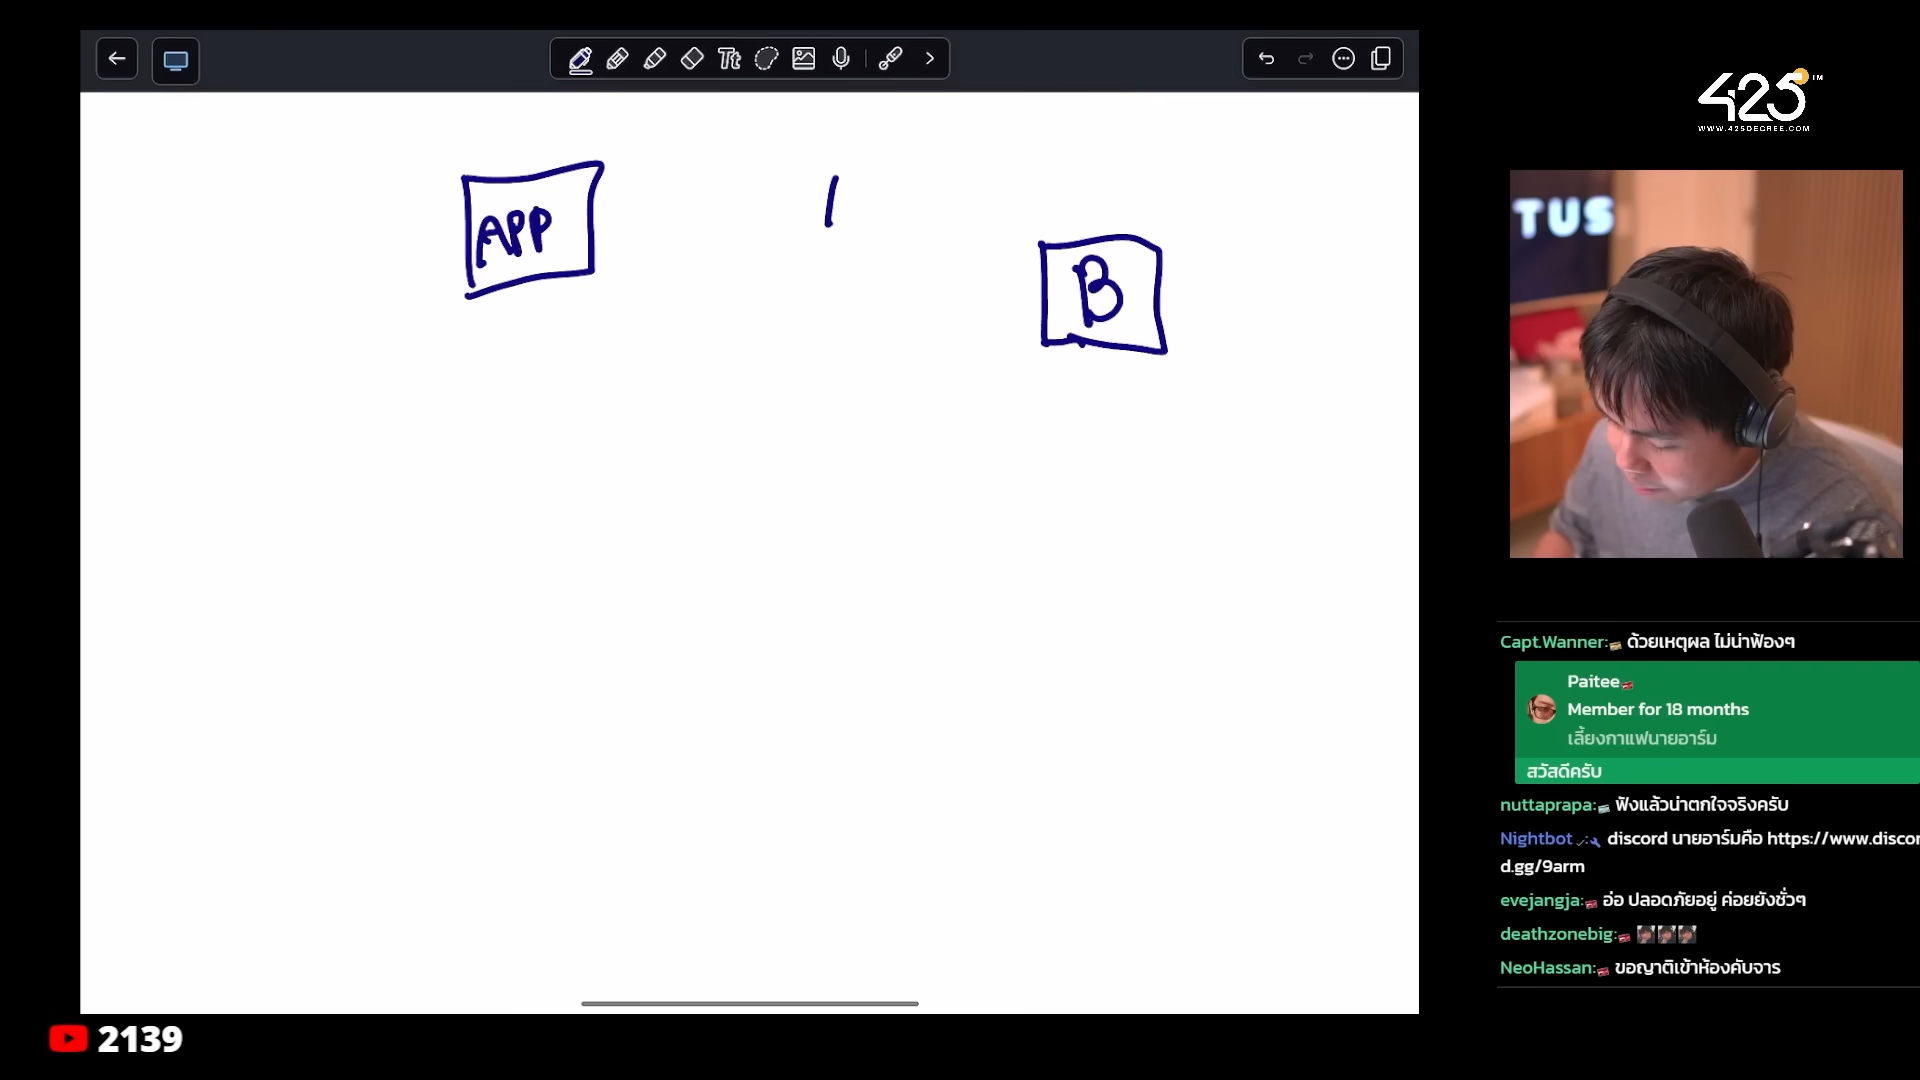 Tt
425 TM
WWW.425DEGREE.COM
APP
B
TUS
Capt.Wanner: ด้วยเหตุผล ไม่น่าฟ้องๆ
Paitee
Member for 18 months
เลี้ยงกาแฟนายอาร์ม
สวัสดีครับ
nuttaprapa: ฟังแล้วน่าตกใจจริงครับ
Nightbot : discord นายอาร์มคือ https://www.discor
d.gg/9arm
evejangja: อ่อ ปลอดภัยอยู่ ค่อยยังชั่วๆ
deathzonebig:
NeoHassan: ขอญาติเข้าห้องคับจาร
2139